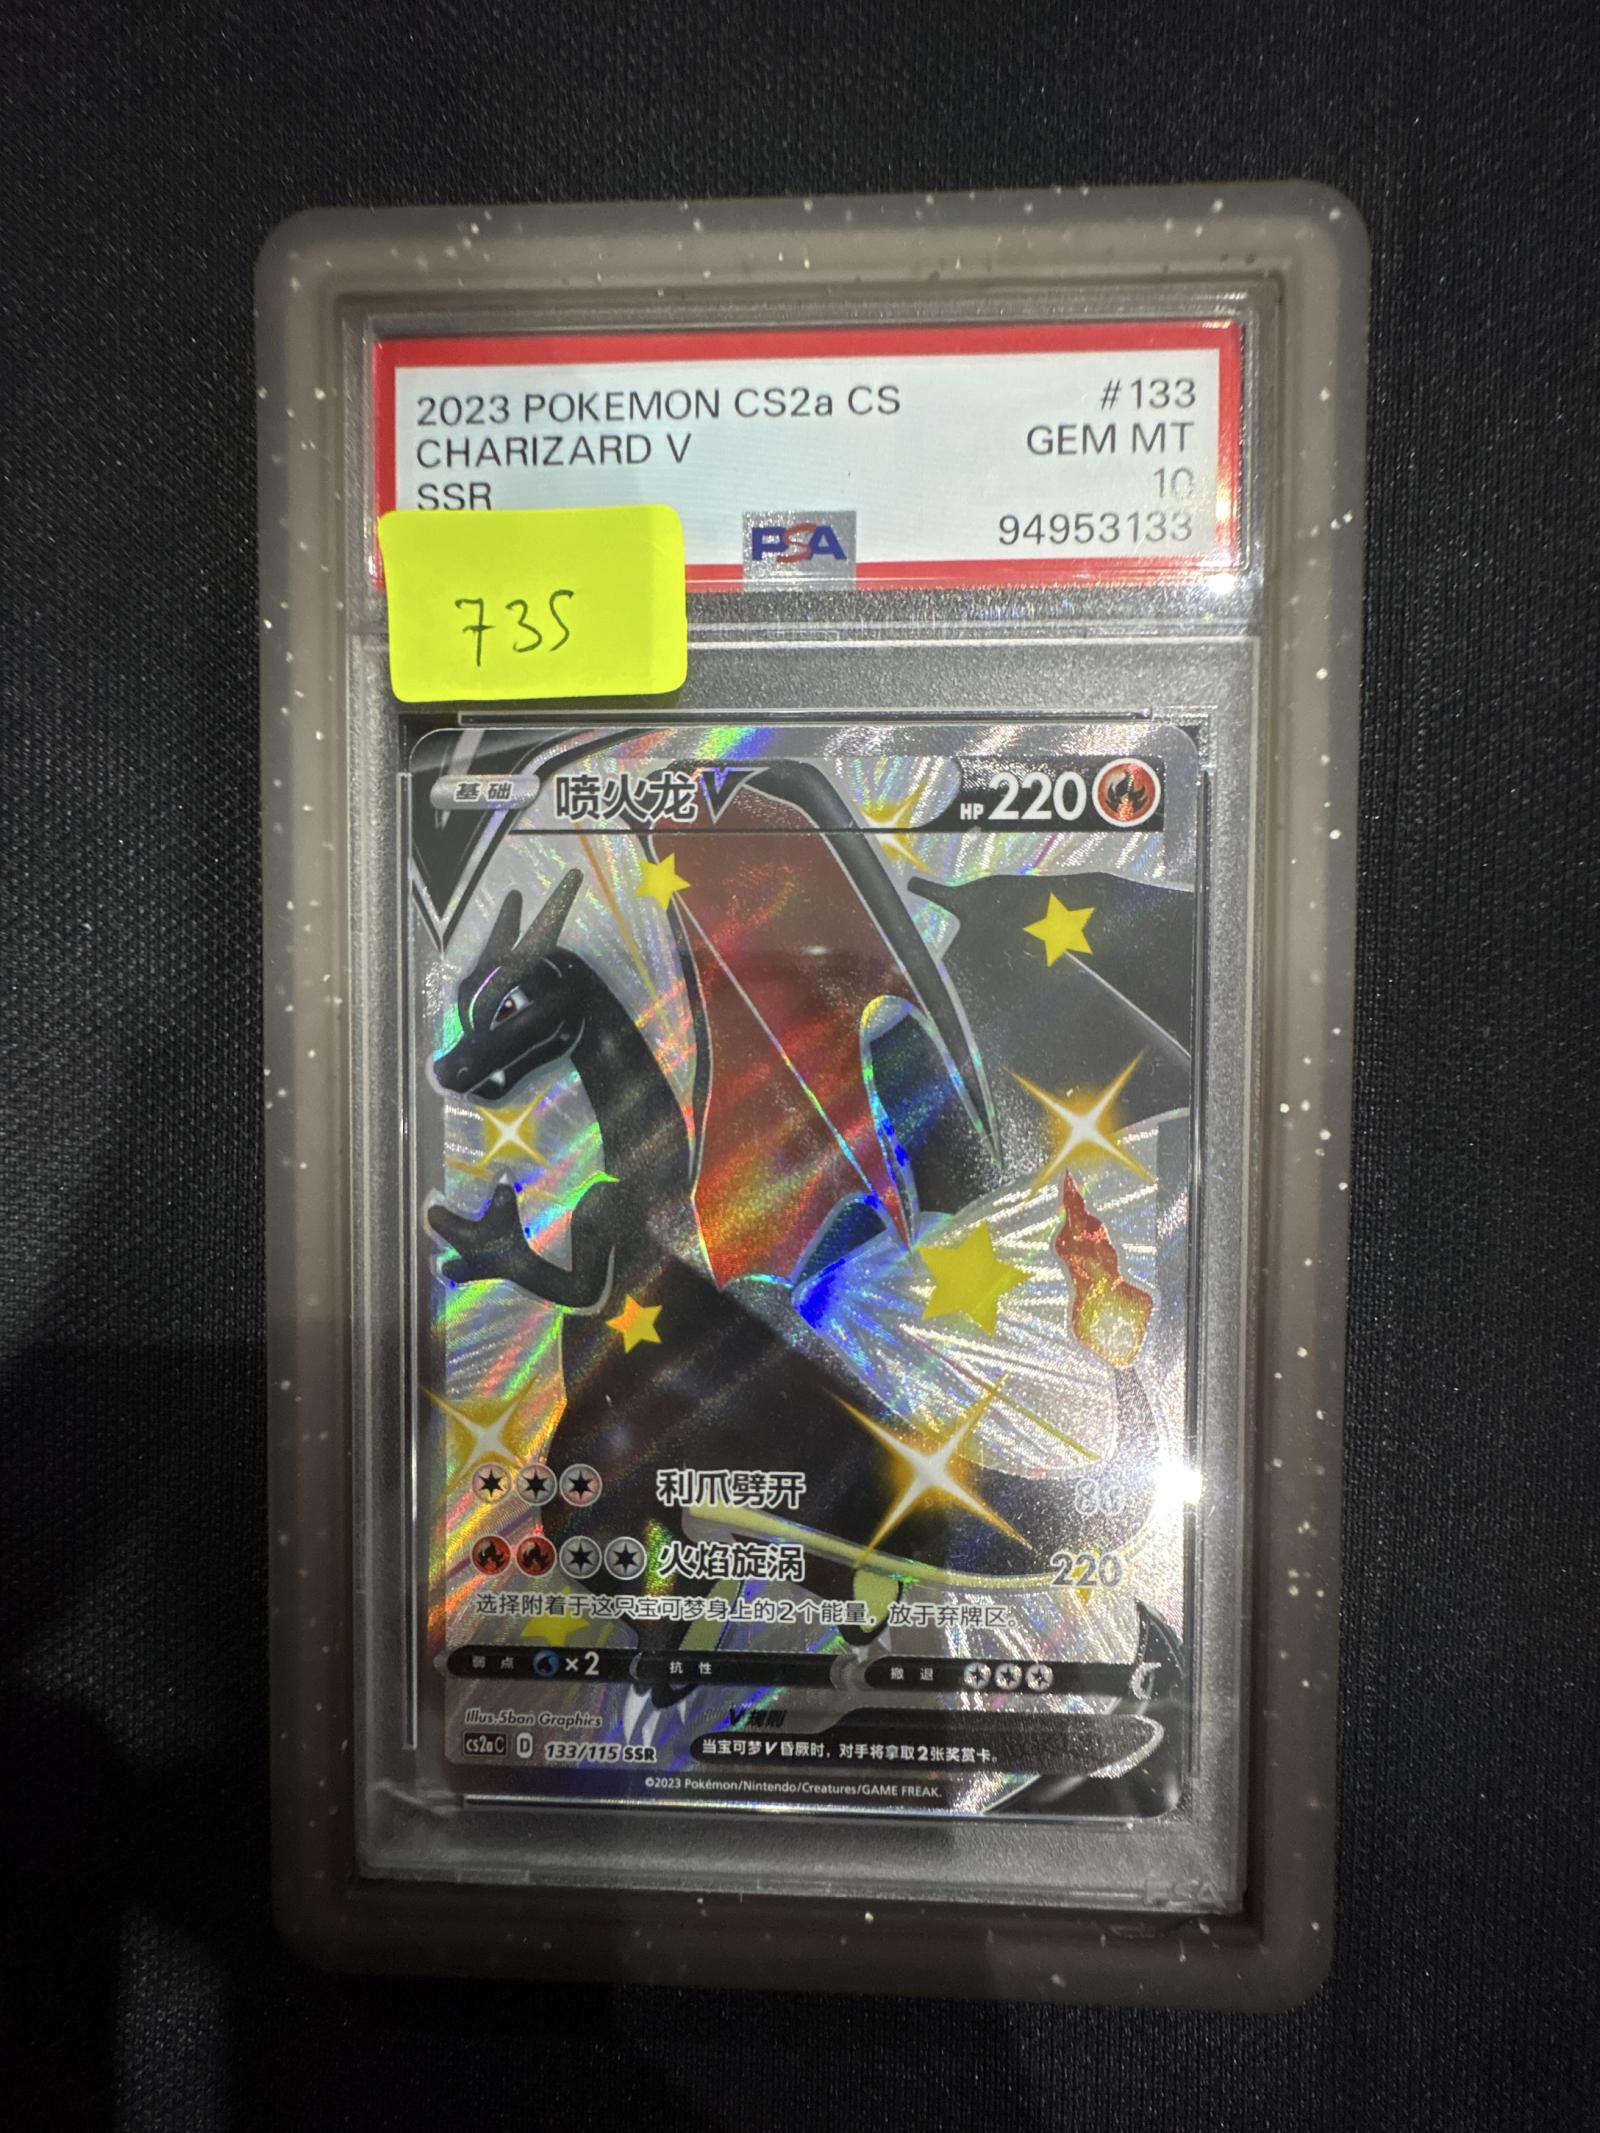 2023 POKEMON CS2a CS #133
CHARIZARD V GEM MT
SSR 10
PSA 94953133
735
基础 喷火龙V HP 220
利爪劈开 80
火焰旋涡 220
选择附着于这只宝可梦身上的2个能量，放于弃牌区。
弱点 ×2 抗性 撤退
Illus.5ban Graphics V规则
cs2aC D 133/115 SSR 当宝可梦V昏厥时，对手将拿取2张奖赏卡。
©2023 Pokémon/Nintendo/Creatures/GAME FREAK.
PSA